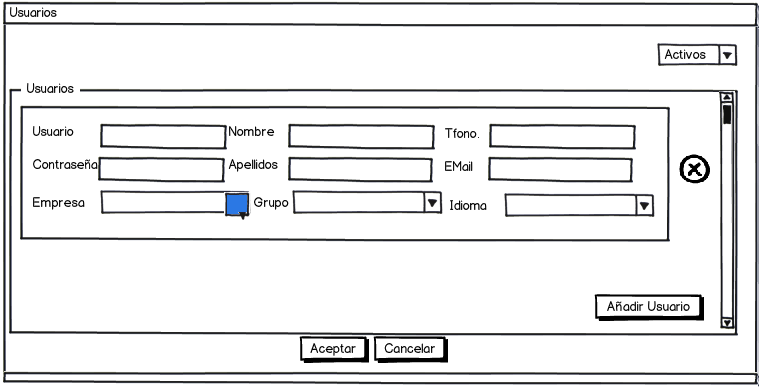 Usuarios
Activos
Usuarios
Usuario Nombre Tfono.
Contraseña Apellidos EMail
Empresa Grupo Idioma
Añadir Usuario
Aceptar Cancelar